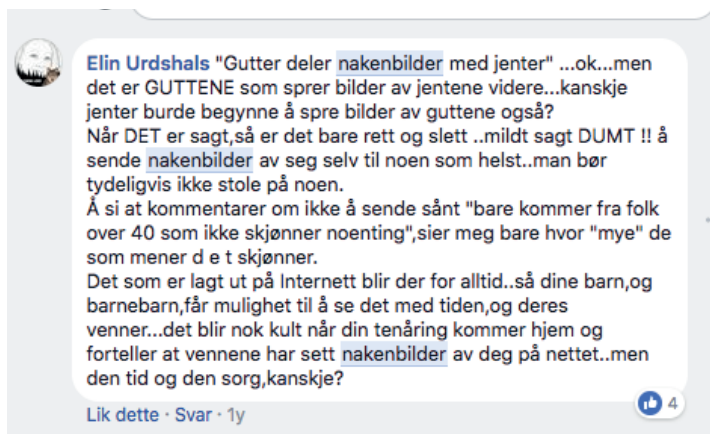 Elin Urdshals "Gutter deler nakenbilder med jenter" ...ok...men
det er GUTTENE som sprer bilder av jentene videre...kanskje
jenter burde begynne å spre bilder av guttene også?
Når DET er sagt,så er det bare rett og slett ..mildt sagt DUMT !! å
sende nakenbilder av seg selv til noen som helst..man bør
tydeligvis ikke stole på noen.
Å si at kommentarer om ikke å sende sånt "bare kommer fra folk
over 40 som ikke skjønner noenting",sier meg bare hvor "mye" de
som mener d e t skjønner.
Det som er lagt ut på Internett blir der for alltid..så dine barn,og
barnebarn,får mulighet til å se det med tiden,og deres
venner...det blir nok kult når din tenåring kommer hjem og
forteller at vennene har sett nakenbilder av deg på nettet..men
den tid og den sorg,kanskje?
4
Lik dette · Svar · 1y